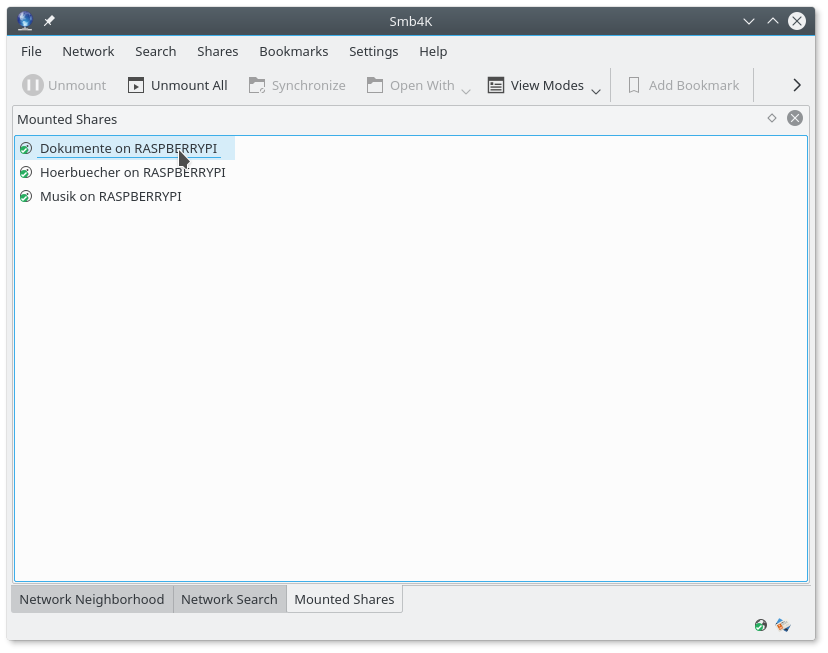 Smb4K
File Network Search Shares Bookmarks Settings Help
Unmount Unmount All Synchronize Open With View Modes Add Bookmark
Mounted Shares
Dokumente on RASPBERRYPI
Hoerbuecher on RASPBERRYPI
Musik on RASPBERRYPI
Network Neighborhood Network Search Mounted Shares